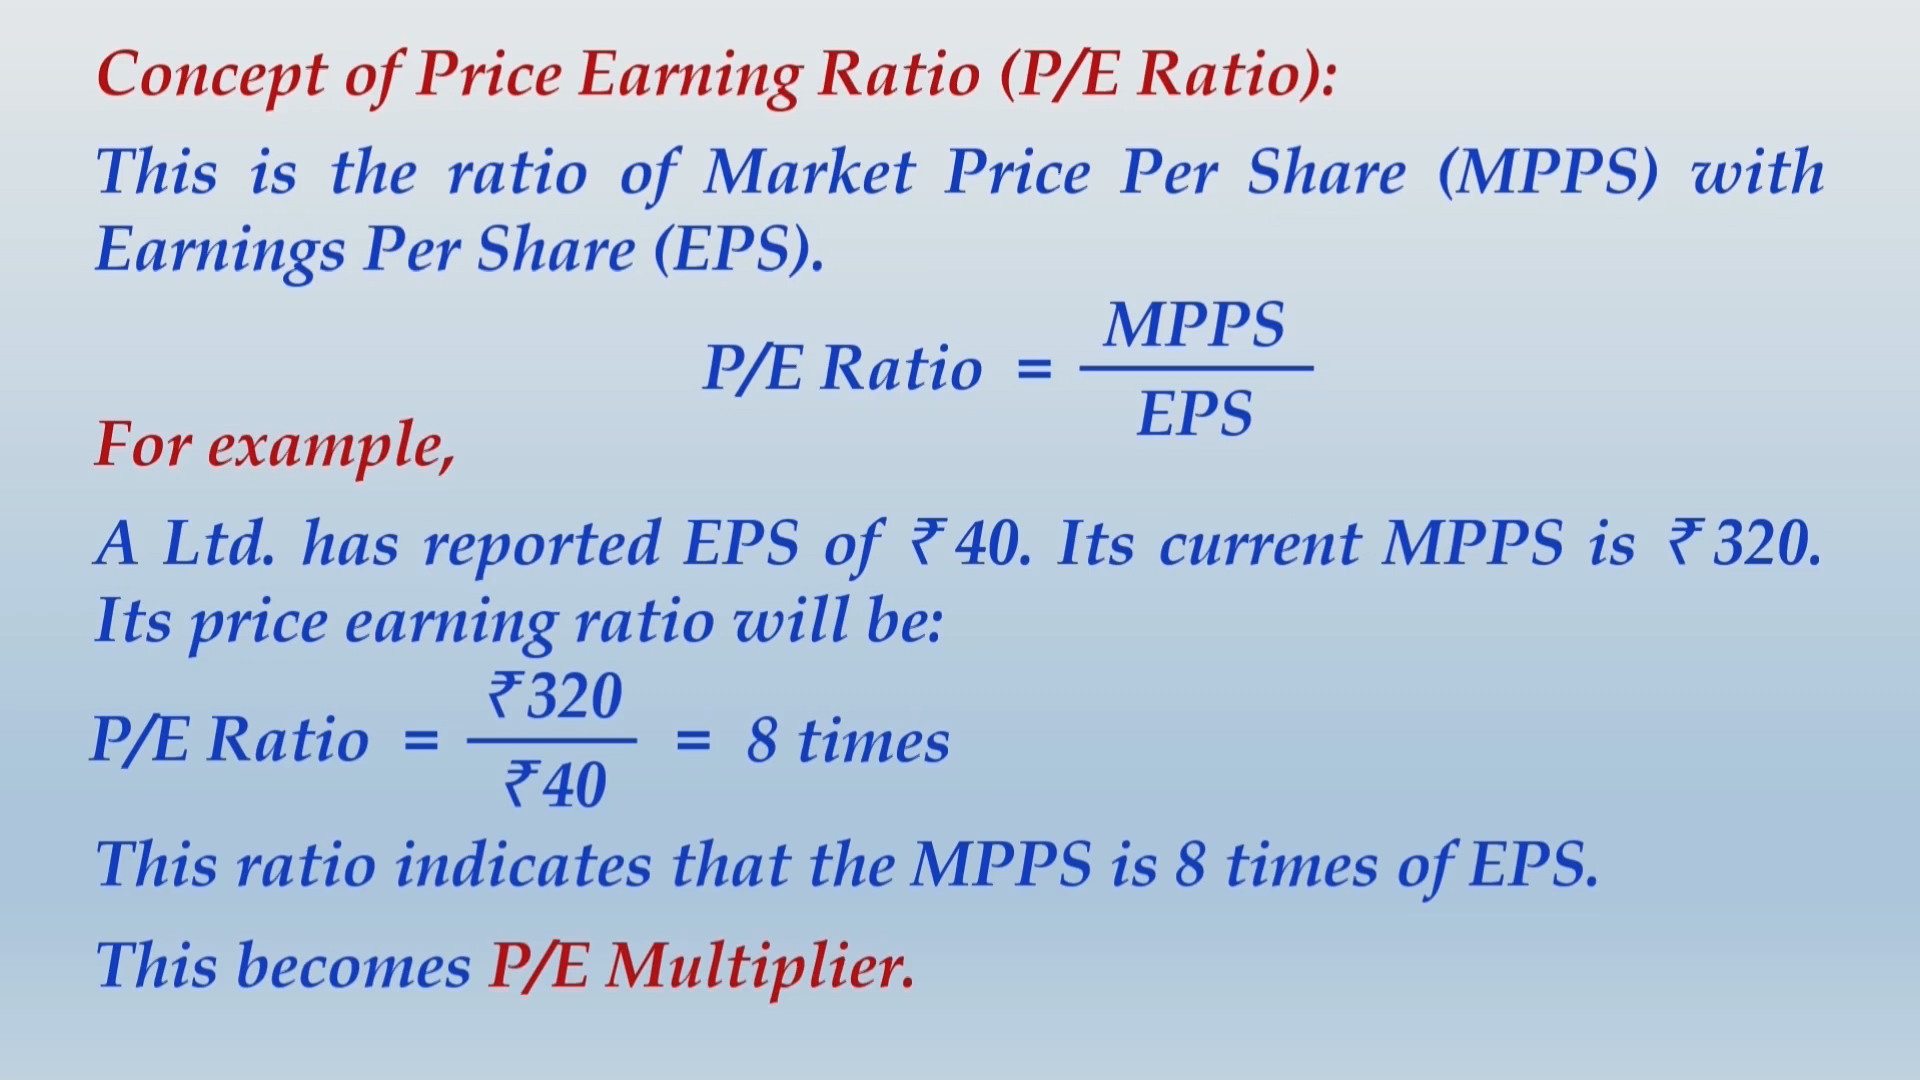 Concept of Price Earning Ratio (P/E Ratio):
This is the ratio of Market Price Per Share (MPPS) with
Earnings Per Share (EPS).
P/E Ratio = MPPS
EPS
For example,
A Ltd. has reported EPS of ₹40. Its current MPPS is ₹320.
Its price earning ratio will be:
P/E Ratio = ₹320 = 8 times
₹40
This ratio indicates that the MPPS is 8 times of EPS.
This becomes P/E Multiplier.